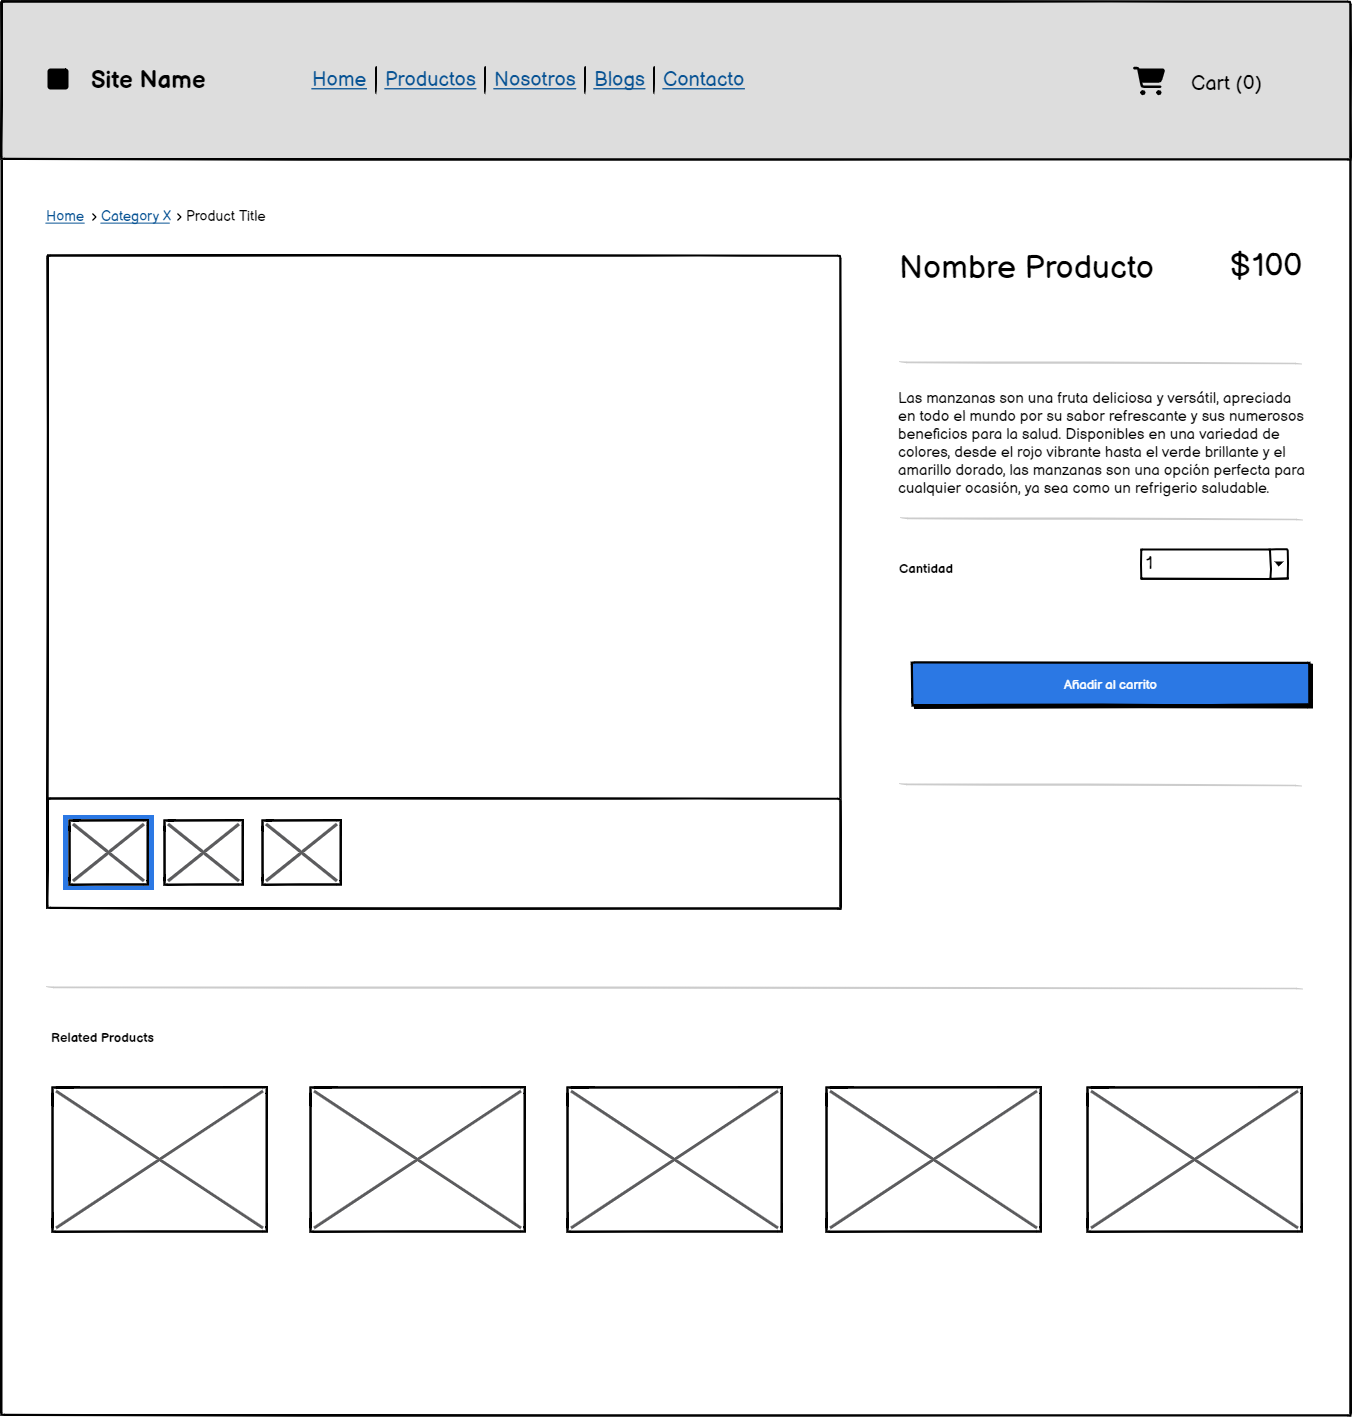 Site Name
Home | Productos | Nosotros | Blogs | Contacto
Cart (0)
Home > Category X > Product Title
Nombre Producto
$100
Las manzanas son una fruta deliciosa y versátil, apreciada
en todo el mundo por su sabor refrescante y sus numerosos
beneficios para la salud. Disponibles en una variedad de
colores, desde el rojo vibrante hasta el verde brillante y el
amarillo dorado, las manzanas son una opción perfecta para
cualquier ocasión, ya sea como un refrigerio saludable.
Cantidad
1
Añadir al carrito
Related Products